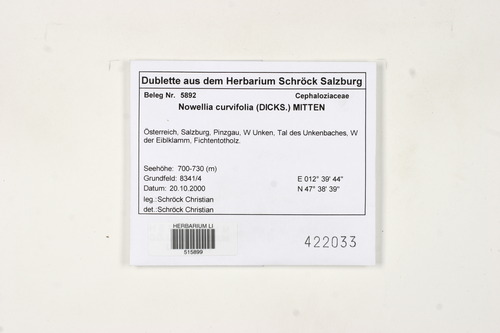 Dublette aus dem Herbarium Schröck Salzburg
Beleg Nr. 5892 Cephaloziaceae
Nowellia curvifolia (DICKS.) MITTEN
Österreich, Salzburg, Pinzgau, W Unken, Tal des Unkenbaches, W
der Eiblklamm, Fichtentotholz.
Seehöhe: 700-730 (m)
Grundfeld: 8341/4 E 012° 39' 44"
Datum: 20.10.2000 N 47° 38' 39"
leg.: Schröck Christian
det.: Schröck Christian
HERBARIUM LI
515899
422033